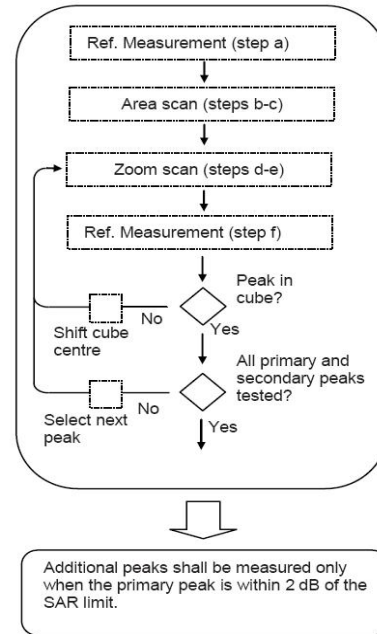 Ref. Measurement (step a)
Area scan (steps b-c)
Zoom scan (steps d-e)
Ref. Measurement (step f)
Peak in
cube?
No
Yes
Shift cube
centre
All primary and
secondary peaks
tested?
No
Yes
Select next
peak
Additional peaks shall be measured only
when the primary peak is within 2 dB of the
SAR limit.